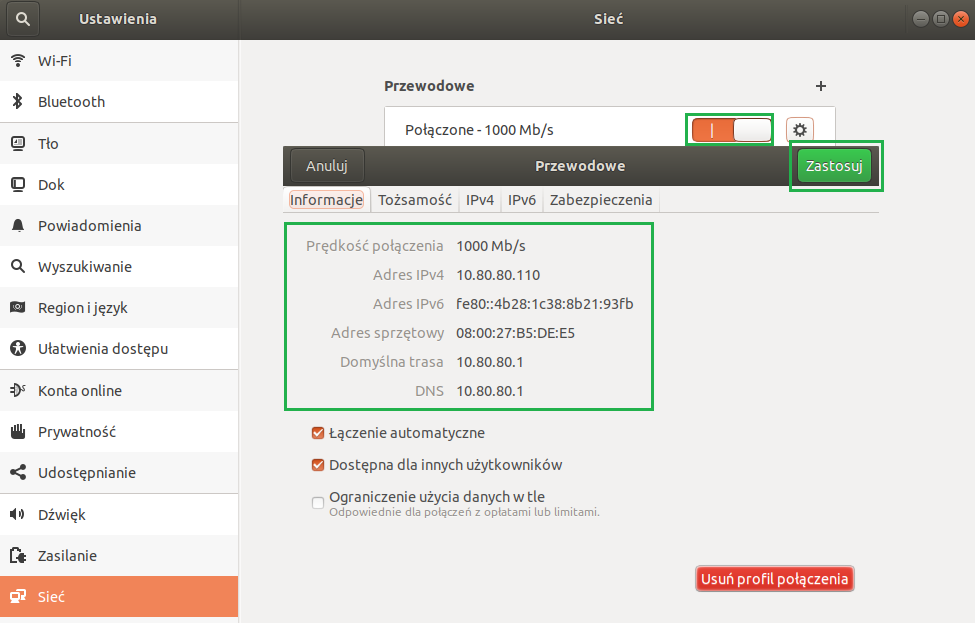 Ustawienia
Sieć
Wi-Fi
Bluetooth
Tło
Dok
Powiadomienia
Wyszukiwanie
Region i język
Ułatwienia dostępu
Konta online
Prywatność
Udostępnianie
Dźwięk
Zasilanie
Sieć
Przewodowe
+
Połączone - 1000 Mb/s
Anuluj
Przewodowe
Zastosuj
Informacje Tożsamość IPv4 IPv6 Zabezpieczenia
Prędkość połączenia 1000 Mb/s
Adres IPv4 10.80.80.110
Adres IPv6 fe80::4b28:1c38:8b21:93fb
Adres sprzętowy 08:00:27:B5:DE:E5
Domyślna trasa 10.80.80.1
DNS 10.80.80.1
Łączenie automatyczne
Dostępna dla innych użytkowników
Ograniczenie użycia danych w tle
Odpowiednie dla połączeń z opłatami lub limitami.
Usuń profil połączenia